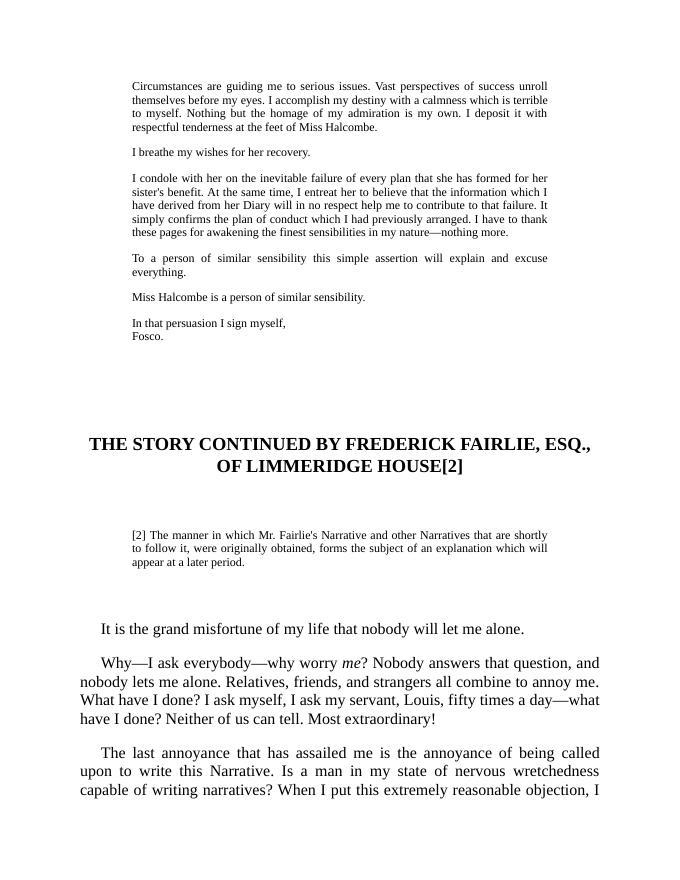 Circumstances are guiding me to serious issues. Vast perspectives of success unroll
themselves before my eyes. I accomplish my destiny with a calmness which is terrible
to myself. Nothing but the homage of my admiration is my own. I deposit it with
respectful tenderness at the feet of Miss Halcombe.
I breathe my wishes for her recovery.
I condole with her on the inevitable failure of every plan that she has formed for her
sister's benefit. At the same time, I entreat her to believe that the information which I
have derived from her Diary will in no respect help me to contribute to that failure. It
simply confirms the plan of conduct which I had previously arranged. I have to thank
these pages for awakening the finest sensibilities in my nature—nothing more.
To a person of similar sensibility this simple assertion will explain and excuse
everything.
Miss Halcombe is a person of similar sensibility.
In that persuasion I sign myself,
Fosco.
THE STORY CONTINUED BY FREDERICK FAIRLIE, ESQ.,
OF LIMMERIDGE HOUSE[2]
[2] The manner in which Mr. Fairlie's Narrative and other Narratives that are shortly
to follow it, were originally obtained, forms the subject of an explanation which will
appear at a later period.
It is the grand misfortune of my life that nobody will let me alone.
Why—I ask everybody—why worry me? Nobody answers that question, and
nobody lets me alone. Relatives, friends, and strangers all combine to annoy me.
What have I done? I ask myself, I ask my servant, Louis, fifty times a day—what
have I done? Neither of us can tell. Most extraordinary!
The last annoyance that has assailed me is the annoyance of being called
upon to write this Narrative. Is a man in my state of nervous wretchedness
capable of writing narratives? When I put this extremely reasonable objection, I